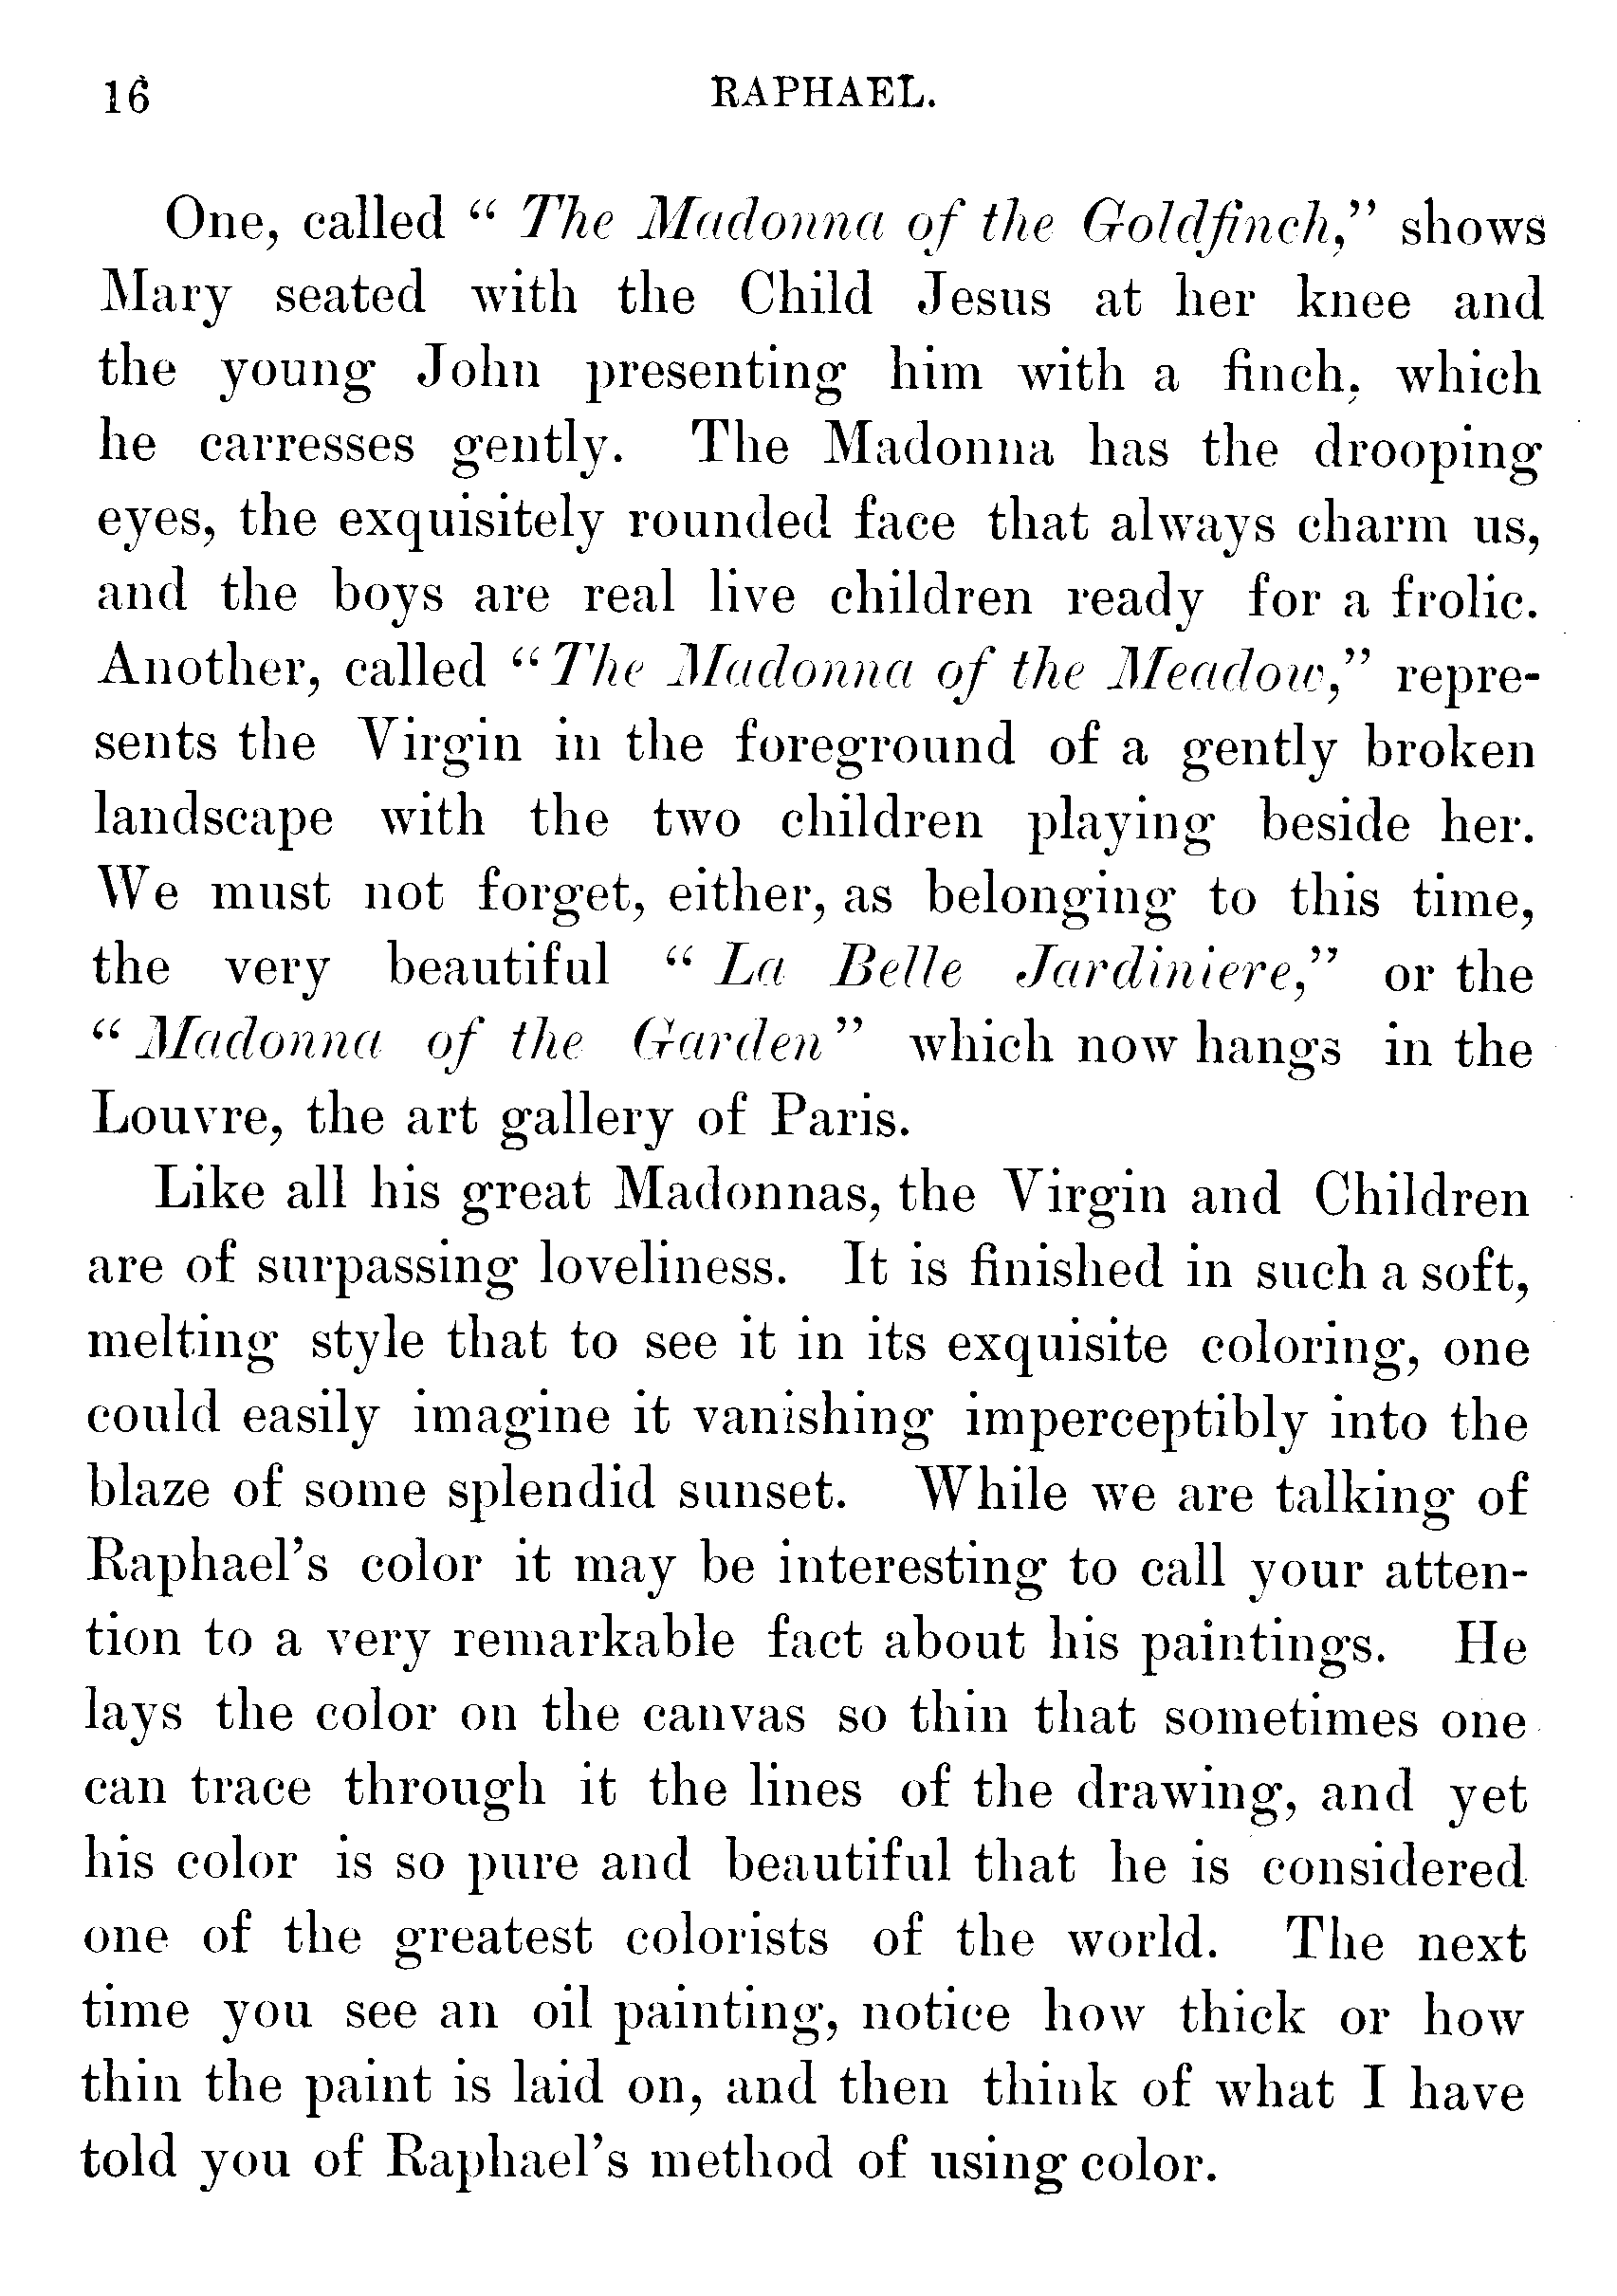 16 RAPHAEL.
One, called “ The Madonna of the Goldfinch,” shows
Mary seated with the Child Jesus at her knee and
the young John presenting him with a finch, which
he carresses gently. The Madonna has the drooping
eyes, the exquisitely rounded face that always charm us,
and the boys are real live children ready for a frolic.
Another, called “ The Madonna of the Meadow,” repre-
sents the Virgin in the foreground of a gently broken
landscape with the two children playing beside her.
We must not forget, either, as belonging to this time,
the very beautiful “ La Belle Jardiniere,” or the
“ Madonna of the Garden ” which now hangs in the
Louvre, the art gallery of Paris.
Like all his great Madonnas, the Virgin and Children
are of surpassing loveliness. It is finished in such a soft,
melting style that to see it in its exquisite coloring, one
could easily imagine it vanishing imperceptibly into the
blaze of some splendid sunset. While we are talking of
Raphael’s color it may be interesting to call your atten-
tion to a very remarkable fact about his paintings. He
lays the color on the canvas so thin that sometimes one
can trace through it the lines of the drawing, and yet
his color is so pure and beautiful that he is considered
one of the greatest colorists of the world. The next
time you see an oil painting, notice how thick or how
thin the paint is laid on, and then think of what I have
told you of Raphael’s method of using color.